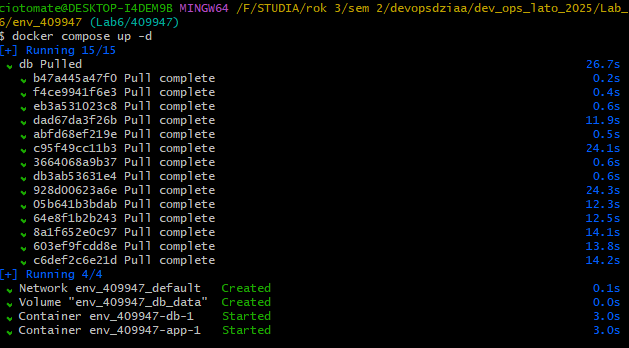 ciotomate@DESKTOP-I4DEM9B MINGW64 /F/STUDIA/rok 3/sem 2/devopsdziaa/dev_ops_lato_2025/Lab_
6/env_409947 (Lab6/409947)
$ docker compose up -d
[+] Running 15/15
✔ db Pulled 26.7s
✔ b47a445a47f0 Pull complete 0.2s
✔ f4ce9941f6e3 Pull complete 0.4s
✔ eb3a531023c8 Pull complete 0.6s
✔ dad67da3f26b Pull complete 11.9s
✔ abfd68ef219e Pull complete 0.5s
✔ c95f49cc11b3 Pull complete 24.1s
✔ 3664068a9b37 Pull complete 0.6s
✔ db3ab53631e4 Pull complete 0.6s
✔ 928d00623a6e Pull complete 24.3s
✔ 05b641b3bdab Pull complete 12.3s
✔ 64e8f1b2b243 Pull complete 12.5s
✔ 8a1f652e0c97 Pull complete 14.1s
✔ 603ef9fcdd8e Pull complete 13.8s
✔ c6def2c6e21d Pull complete 14.2s
[+] Running 4/4
✔ Network env_409947_default Created 0.1s
✔ Volume "env_409947_db_data" Created 0.0s
✔ Container env_409947-db-1 Started 3.0s
✔ Container env_409947-app-1 Started 3.0s